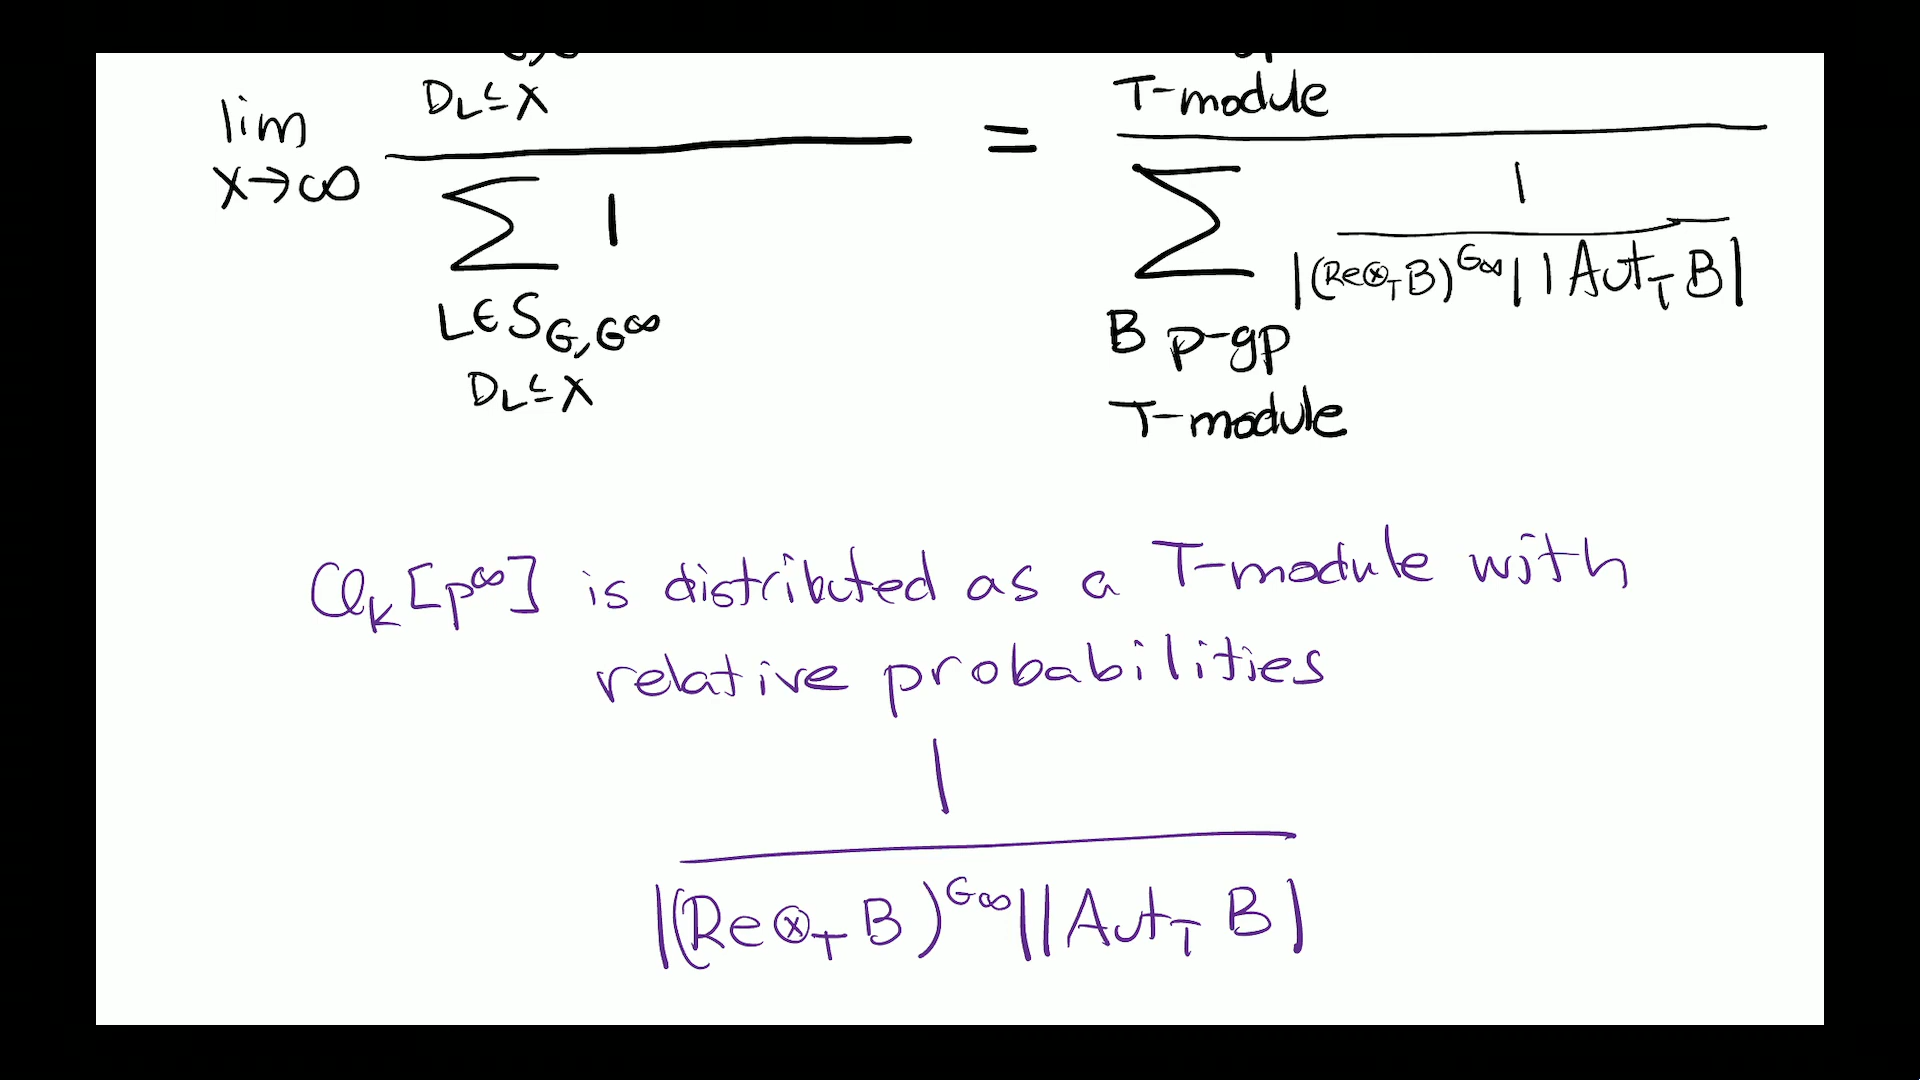 D_L ≤ X
T-module
lim
X→∞
=
∑ 1
L∈S_{G,G∞}
D_L ≤ X
∑ 1
|(Re⊗_T B)^{G∞}| |Aut_T B|
B p-gp
T-module
Cl_K[p^∞] is distributed as a T-module with
relative probabilities
1
|(Re⊗_T B)^{G∞}||Aut_T B|